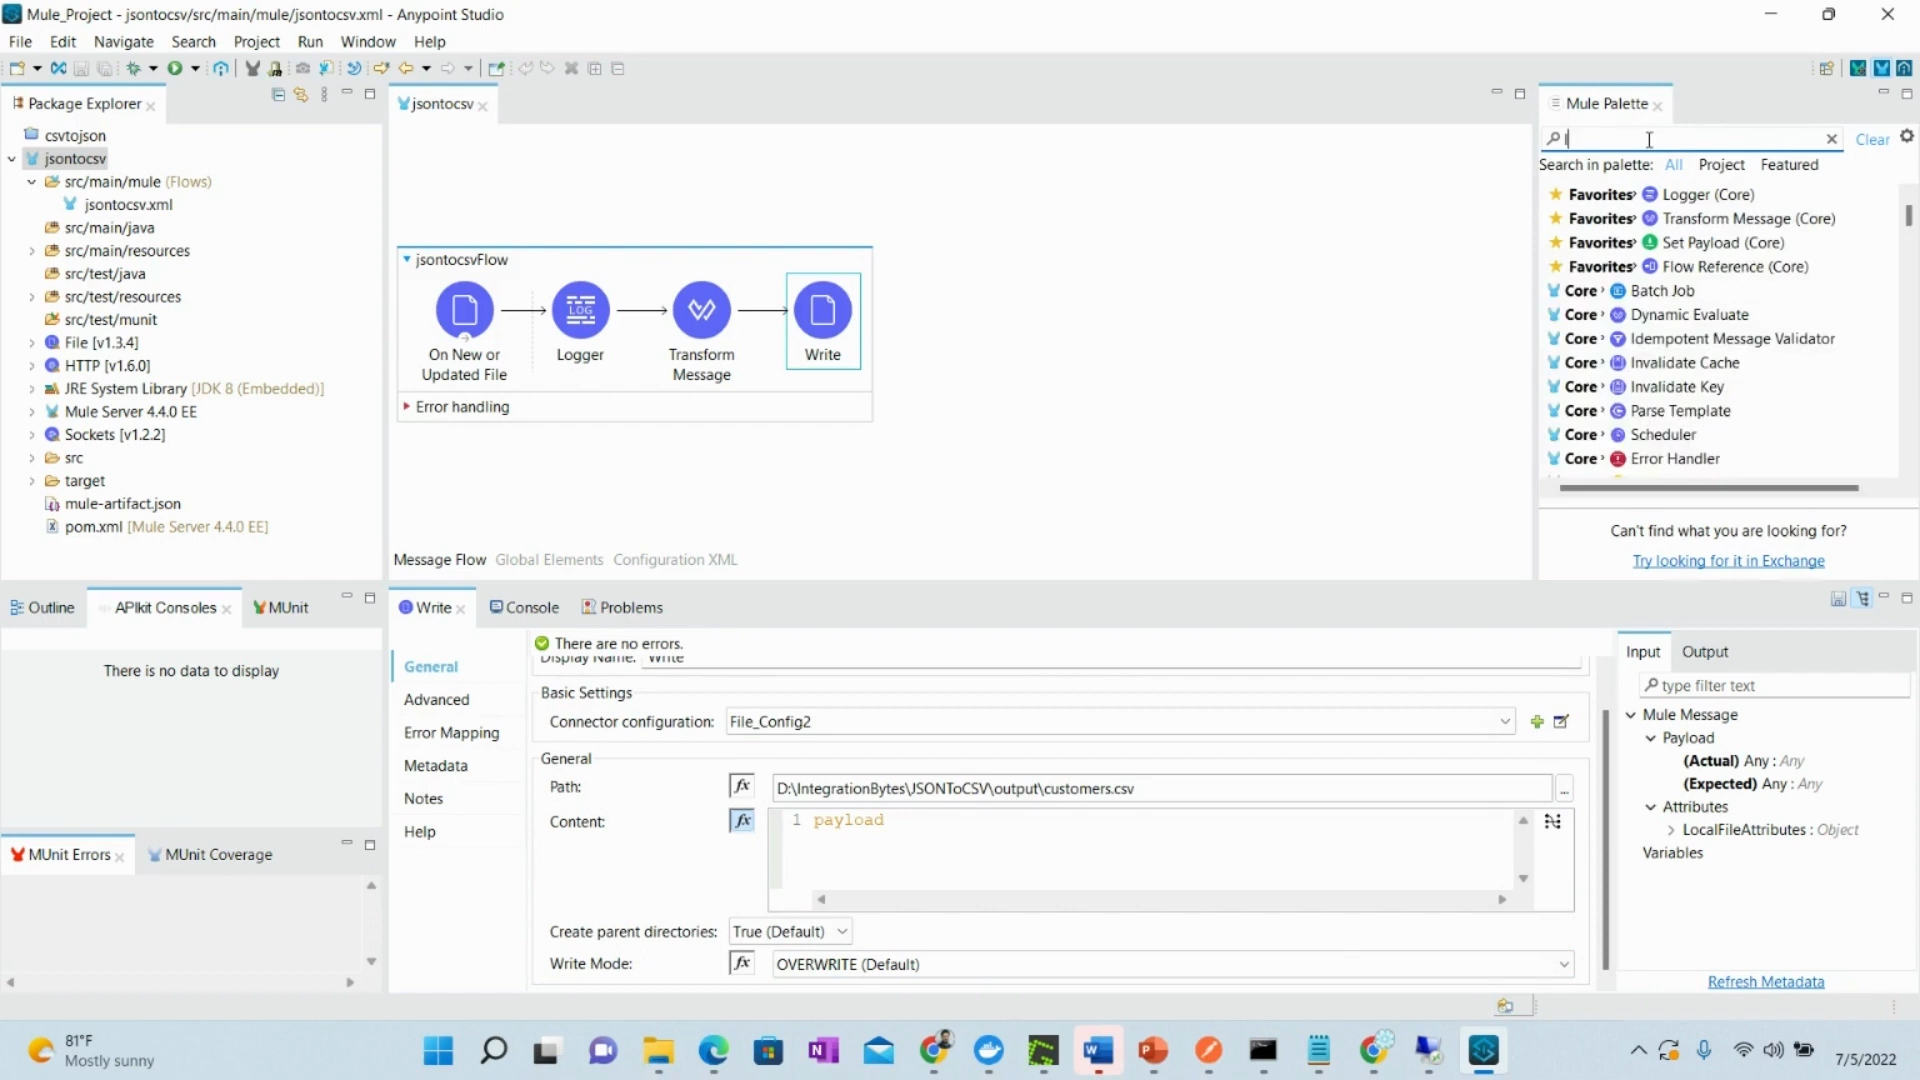 Mule_Project - jsontocsv/src/main/mule/jsontocsv.xml - Anypoint Studio
File Edit Navigate Search Project Run Window Help
Package Explorer
csvtojson
jsontocsv
src/main/mule (Flows)
jsontocsv.xml
src/main/java
src/main/resources
src/test/java
src/test/resources
src/test/munit
File [v1.3.4]
HTTP [v1.6.0]
JRE System Library [JDK 8 (Embedded)]
Mule Server 4.4.0 EE
Sockets [v1.2.2]
src
target
mule-artifact.json
pom.xml [Mule Server 4.4.0 EE]
jsontocsv
jsontocsvFlow
LOG
On New or
Updated File
Logger
Transform
Message
Write
Error handling
Message Flow Global Elements Configuration XML
Mule Palette
l
Clear
Search in palette: All Project Featured
Favorites Logger (Core)
Favorites Transform Message (Core)
Favorites Set Payload (Core)
Favorites Flow Reference (Core)
Core Batch Job
Core Dynamic Evaluate
Core Idempotent Message Validator
Core Invalidate Cache
Core Invalidate Key
Core Parse Template
Core Scheduler
Core Error Handler
Can't find what you are looking for?
Try looking for it in Exchange
Outline APIkit Consoles MUnit
There is no data to display
MUnit Errors MUnit Coverage
Write Console Problems
There are no errors.
General
Advanced
Error Mapping
Metadata
Notes
Help
Display Name: Write
Basic Settings
Connector configuration: File_Config2
General
Path: fx D:\IntegrationBytes\JSONToCSV\output\customers.csv ...
Content: fx 1 payload
Create parent directories: True (Default)
Write Mode: fx OVERWRITE (Default)
Input Output
type filter text
Mule Message
Payload
(Actual) Any : Any
(Expected) Any : Any
Attributes
LocalFileAttributes : Object
Variables
Refresh Metadata
81°F
Mostly sunny
7/5/2022